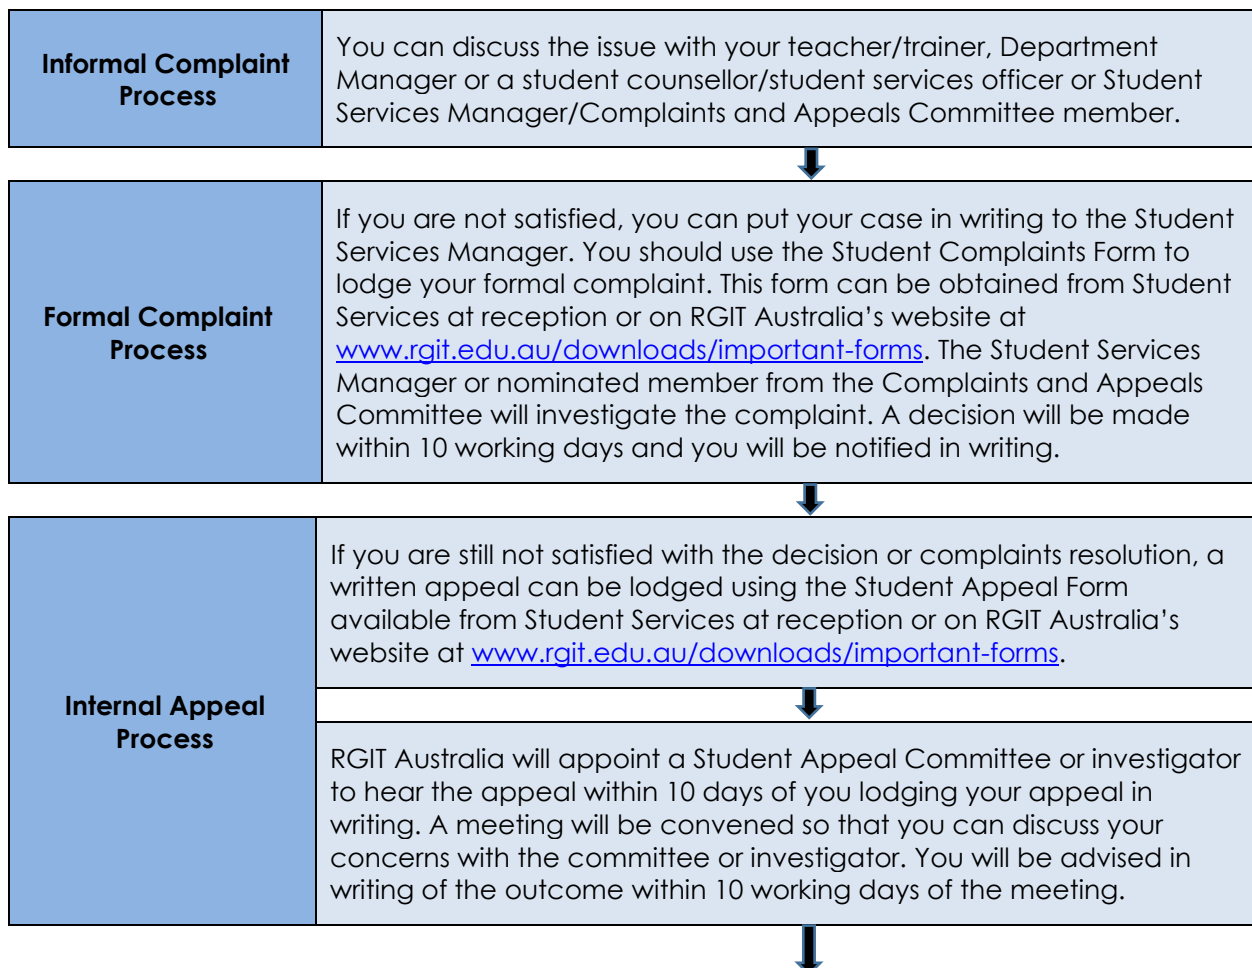 Informal Complaint
Process
You can discuss the issue with your teacher/trainer, Department
Manager or a student counsellor/student services officer or Student
Services Manager/Complaints and Appeals Committee member.
Formal Complaint
Process
If you are not satisfied, you can put your case in writing to the Student
Services Manager. You should use the Student Complaints Form to
lodge your formal complaint. This form can be obtained from Student
Services at reception or on RGIT Australia’s website at
www.rgit.edu.au/downloads/important-forms. The Student Services
Manager or nominated member from the Complaints and Appeals
Committee will investigate the complaint. A decision will be made
within 10 working days and you will be notified in writing.
Internal Appeal
Process
If you are still not satisfied with the decision or complaints resolution, a
written appeal can be lodged using the Student Appeal Form
available from Student Services at reception or on RGIT Australia’s
website at www.rgit.edu.au/downloads/important-forms.
RGIT Australia will appoint a Student Appeal Committee or investigator
to hear the appeal within 10 days of you lodging your appeal in
writing. A meeting will be convened so that you can discuss your
concerns with the committee or investigator. You will be advised in
writing of the outcome within 10 working days of the meeting.